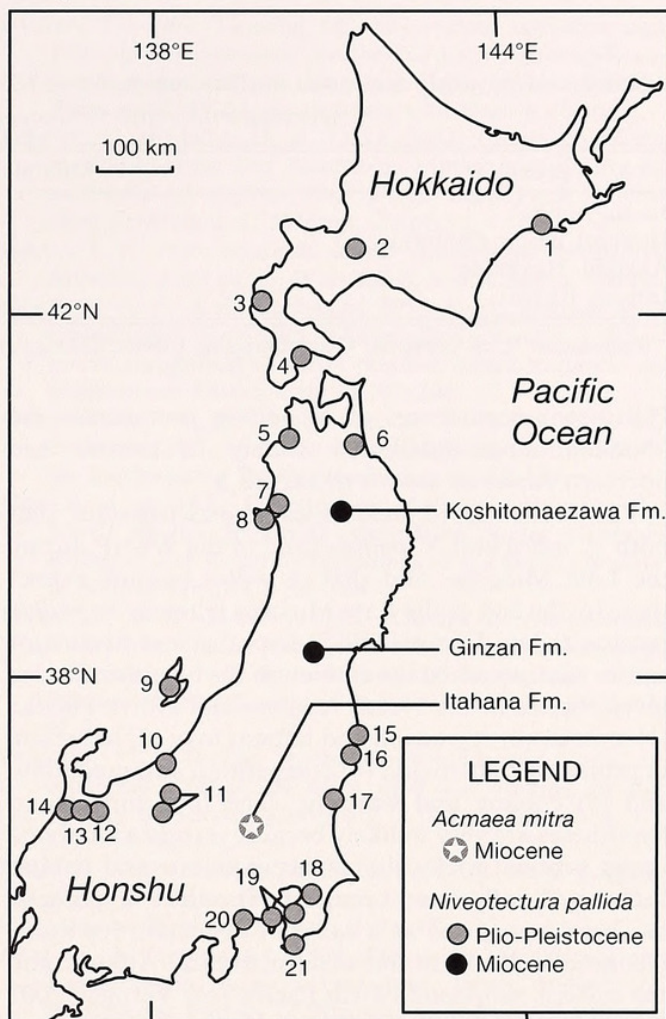 138°E
144°E
100 km
Hokkaido
1
2
3
42°N
4
Pacific
Ocean
5
6
7
8
Koshitomaezawa Fm.
Ginzan Fm.
38°N
9
Itahana Fm.
10
15
16
11
17
14
13
12
LEGEND
Acmaea mitra
Miocene
Niveotectura pallida
Plio-Pleistocene
Miocene
Honshu
18
19
20
21